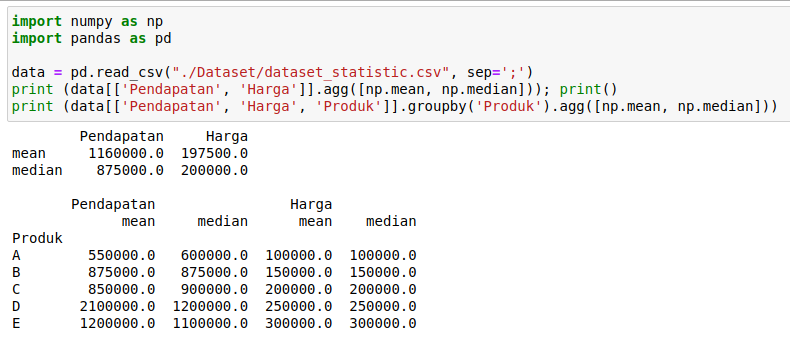 import numpy as np
import pandas as pd
data = pd.read_csv("./Dataset/dataset_statistic.csv", sep=';')
print (data[['Pendapatan', 'Harga']].agg([np.mean, np.median])); print()
print (data[['Pendapatan', 'Harga', 'Produk']].groupby('Produk').agg([np.mean, np.median]))
Pendapatan Harga
mean 1160000.0 197500.0
median 875000.0 200000.0
Pendapatan Harga
mean median mean median
Produk
A 550000.0 600000.0 100000.0 100000.0
B 875000.0 875000.0 150000.0 150000.0
C 850000.0 900000.0 200000.0 200000.0
D 2100000.0 1200000.0 250000.0 250000.0
E 1200000.0 1100000.0 300000.0 300000.0